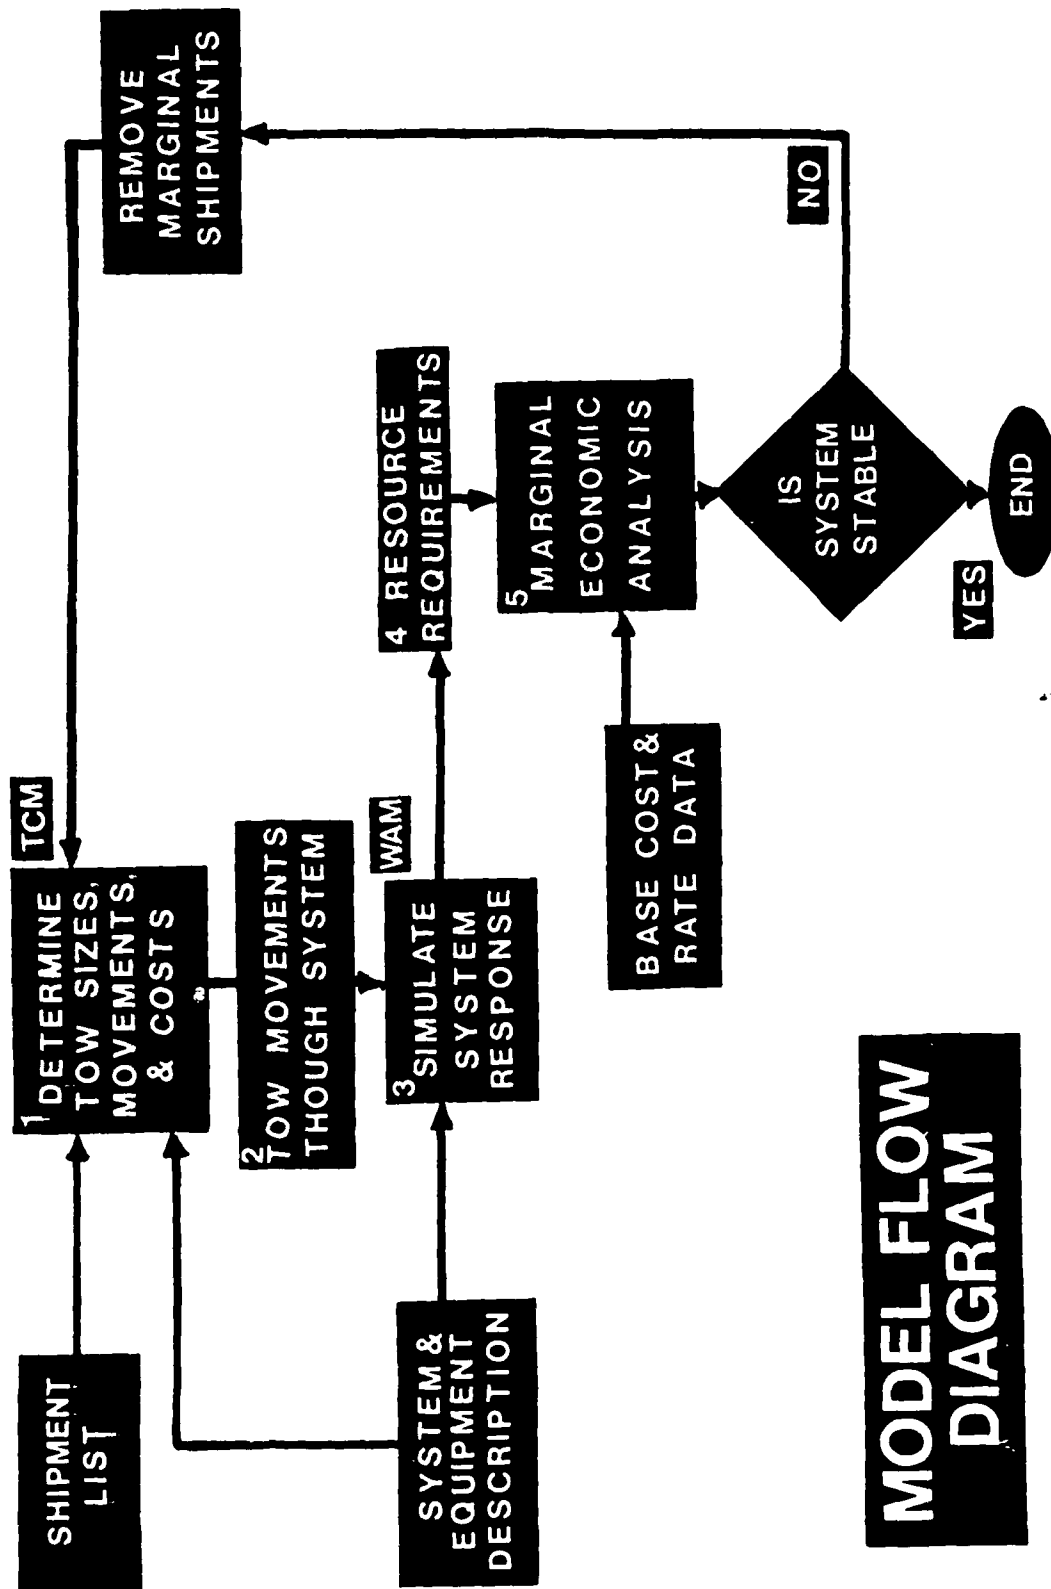 SHIPMENT
LIST
1 DETERMINE
TOW SIZES,
MOVEMENTS,
& COSTS
TCM
REMOVE
MARGINAL
SHIPMENTS
2 TOW MOVEMENTS
THOUGH SYSTEM
SYSTEM &
EQUIPMENT
DESCRIPTION
3 SIMULATE
SYSTEM
RESPONSE
WAM
4 RESOURCE
REQUIREMENTS
BASE COST &
RATE DATA
5 MARGINAL
ECONOMIC
ANALYSIS
IS
SYSTEM
STABLE
NO
YES
END
MODEL FLOW
DIAGRAM